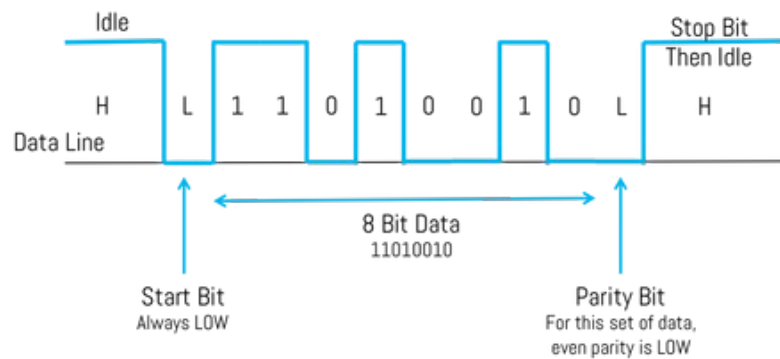 Idle
Stop Bit
Then Idle
H L 1 1 0 1 0 0 1 0 L H
Data Line
8 Bit Data
11010010
Start Bit
Always LOW
Parity Bit
For this set of data,
even parity is LOW